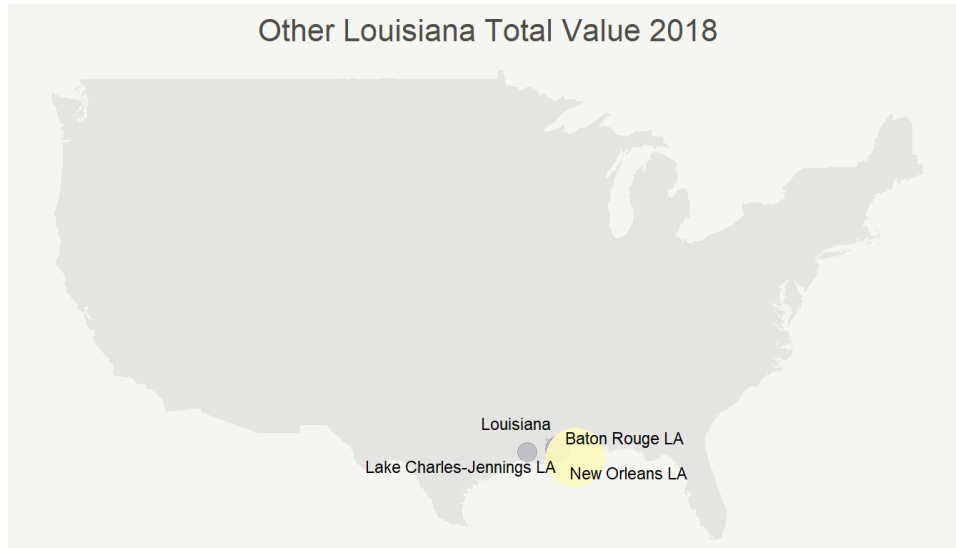 Other Louisiana Total Value 2018
Louisiana
Baton Rouge LA
Lake Charles-Jennings LA
New Orleans LA